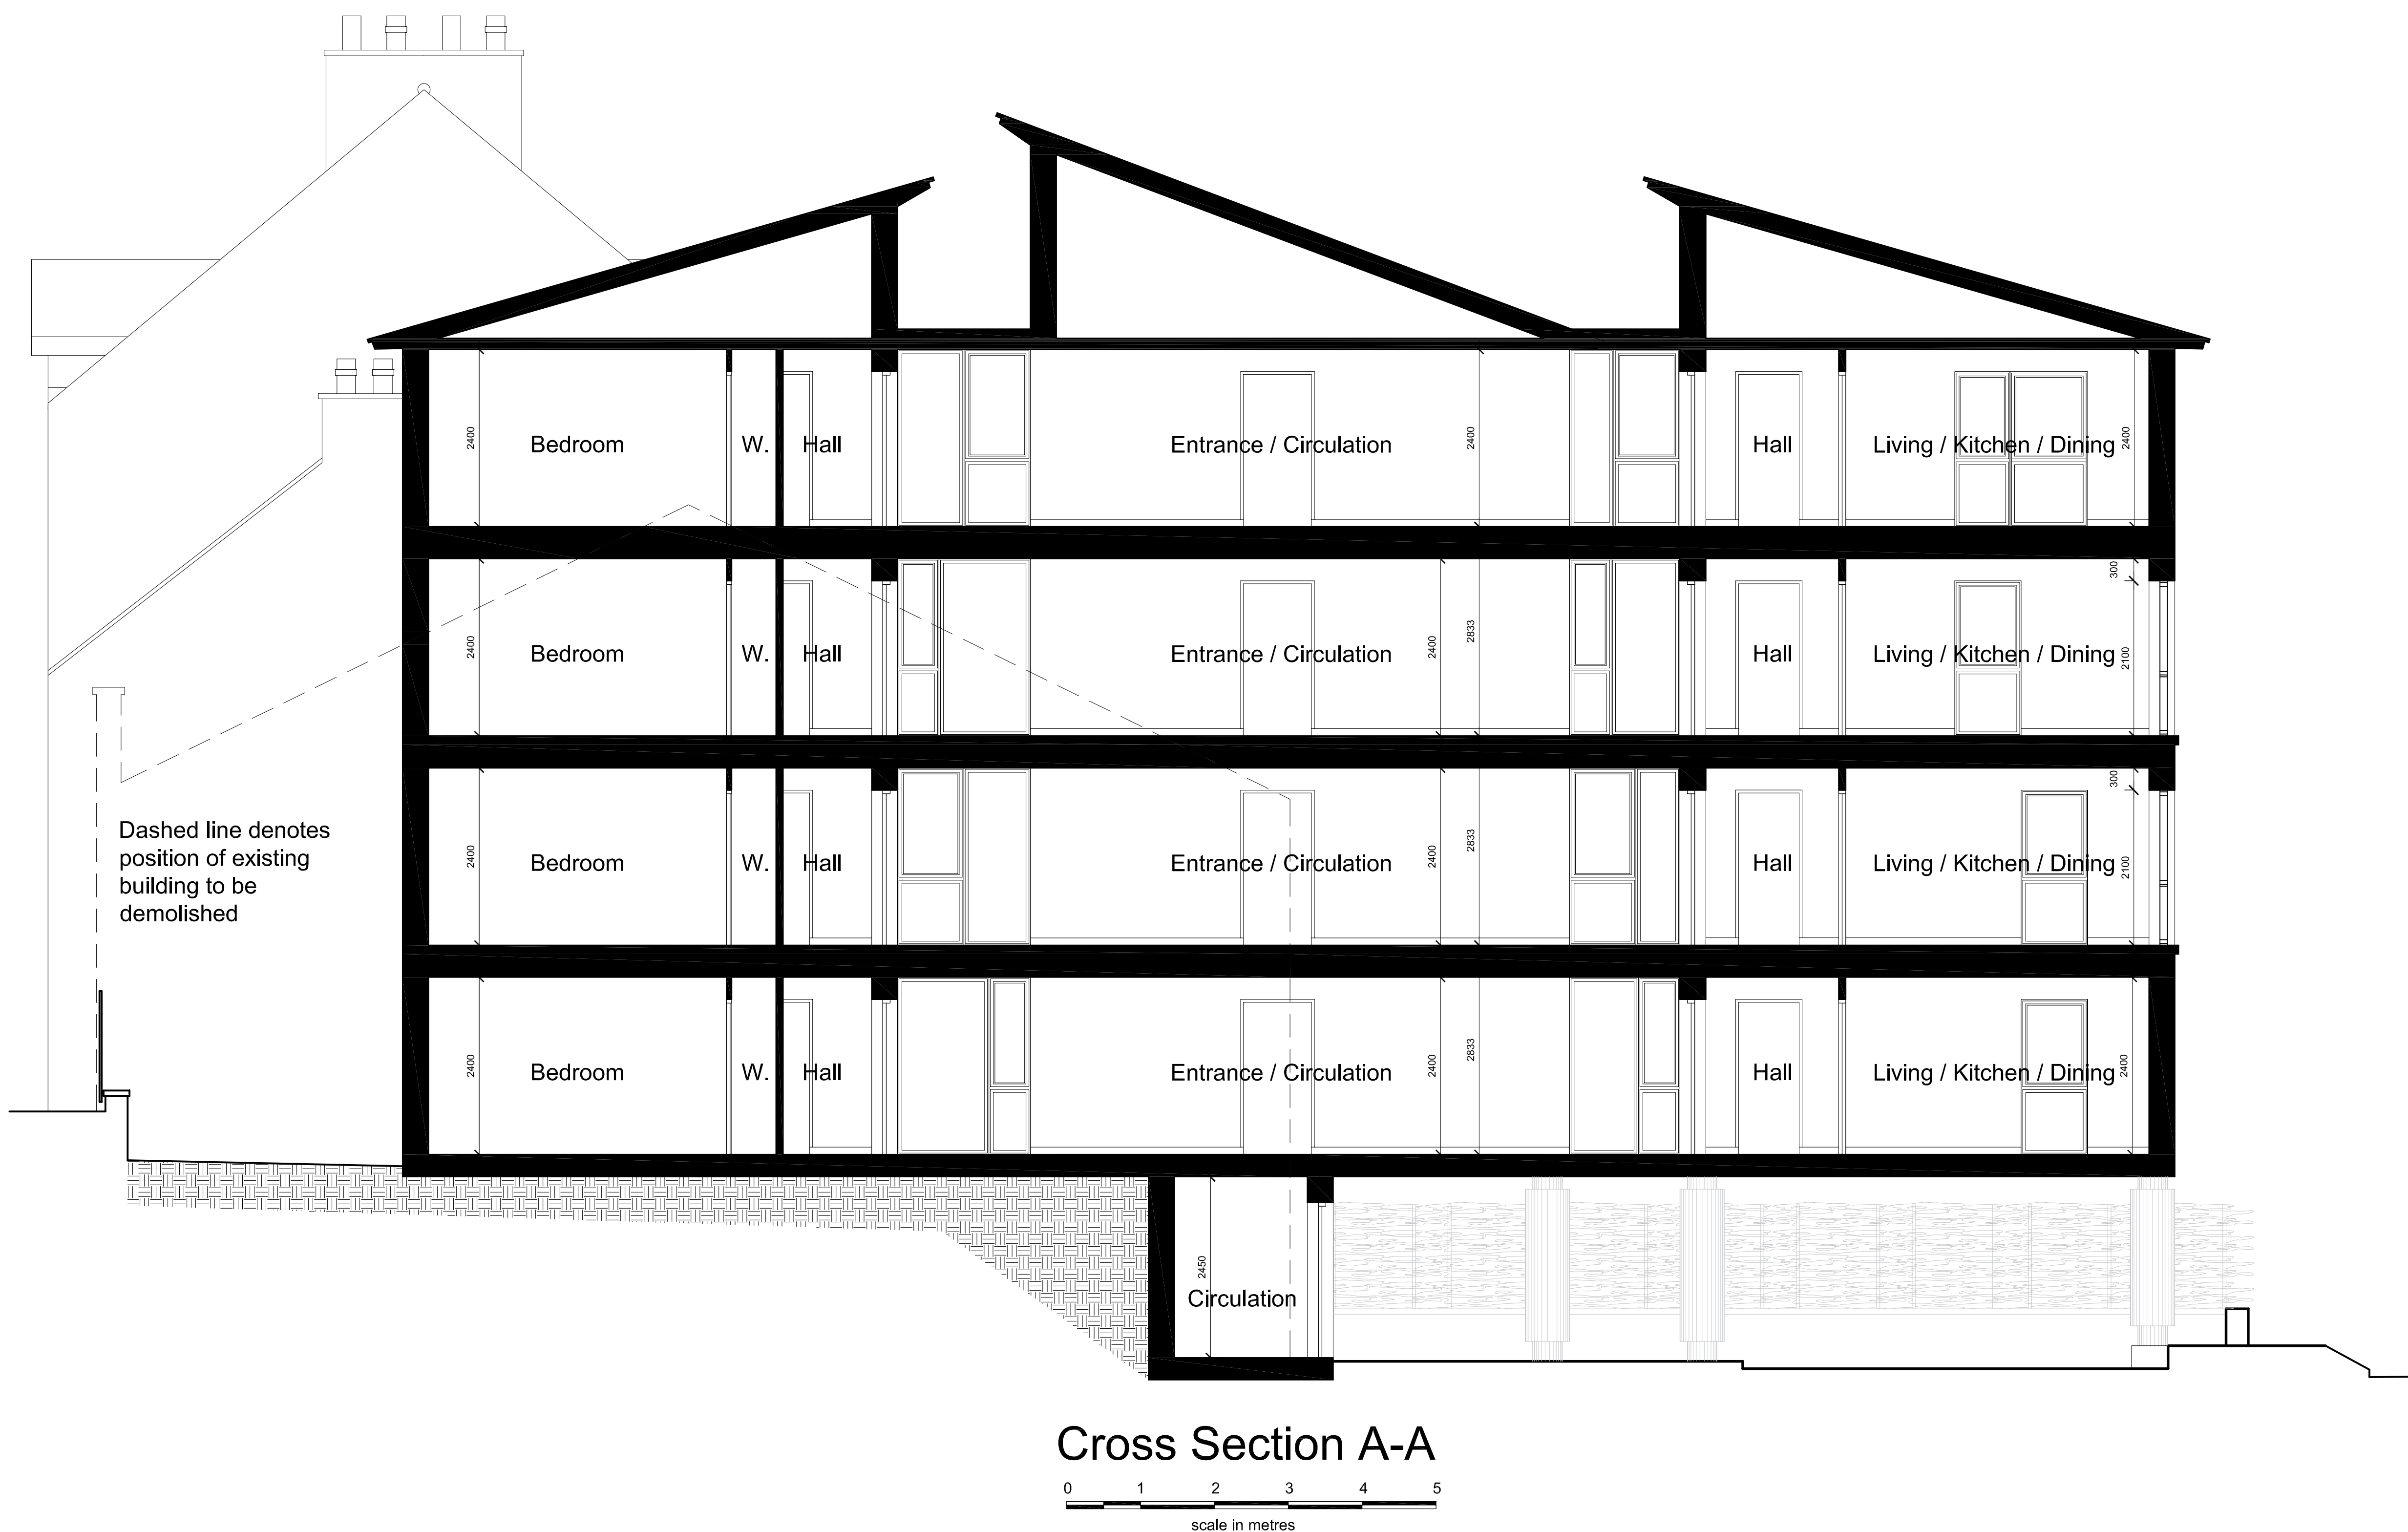 2400
Bedroom
W.
Hall
Entrance / Circulation
2400
Hall
Living / Kitchen / Dining
2400
2400
Bedroom
W.
Hall
Entrance / Circulation
2400
2833
Hall
Living / Kitchen / Dining
300
2100
Dashed line denotes
position of existing
building to be
demolished
2400
Bedroom
W.
Hall
Entrance / Circulation
2400
2833
Hall
Living / Kitchen / Dining
300
2100
2400
Bedroom
W.
Hall
Entrance / Circulation
2400
2833
Hall
Living / Kitchen / Dining
2400
2450
Circulation
Cross Section A-A
0 1 2 3 4 5
scale in metres